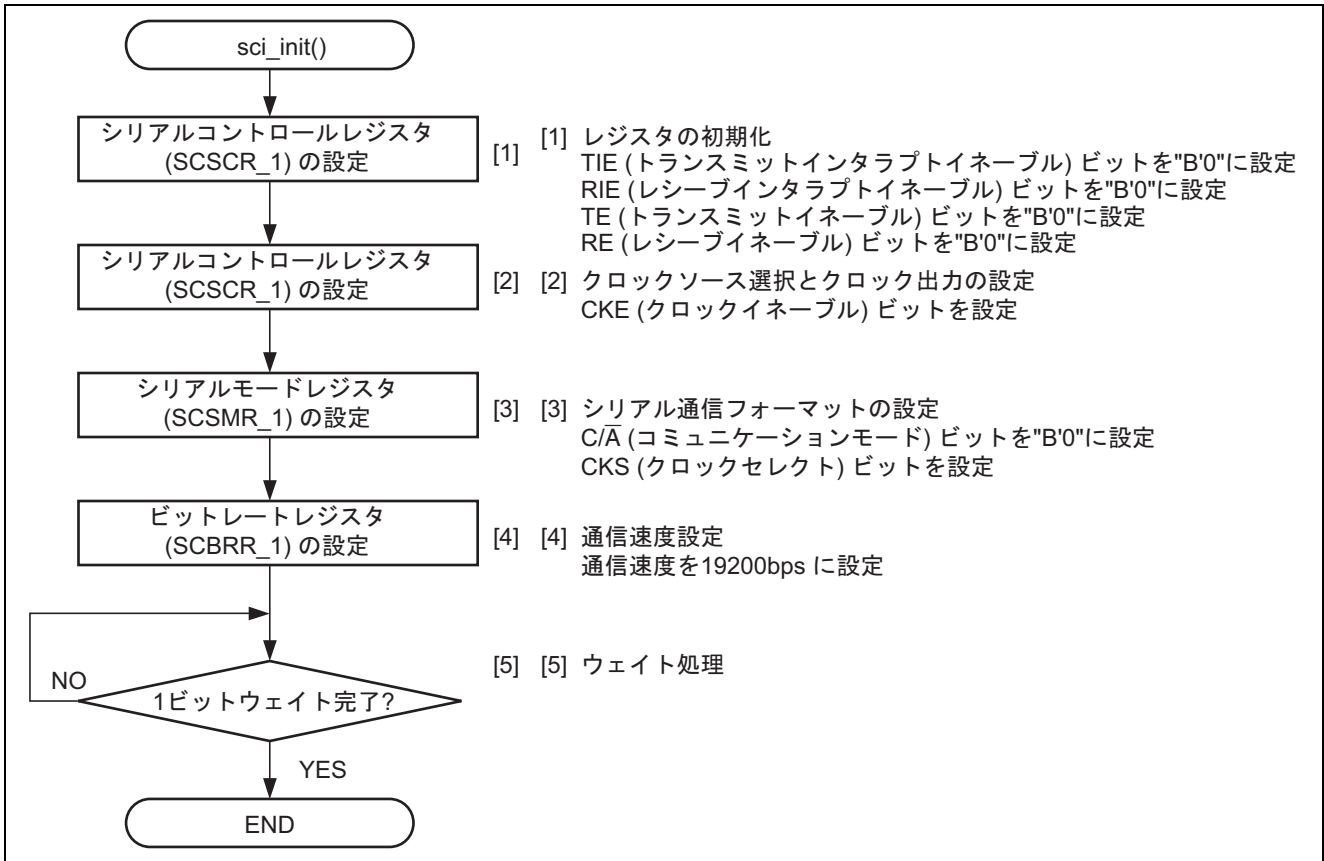 sci_init()
シリアルコントロールレジスタ
(SCSCR_1) の設定
[1]
[1] レジスタの初期化
TIE (トランスミットインタラプトイネーブル) ビットを"B'0"に設定
RIE (レシーブインタラプトイネーブル) ビットを"B'0"に設定
TE (トランスミットイネーブル) ビットを"B'0"に設定
RE (レシーブイネーブル) ビットを"B'0"に設定
シリアルコントロールレジスタ
(SCSCR_1) の設定
[2]
[2] クロックソース選択とクロック出力の設定
CKE (クロックイネーブル) ビットを設定
シリアルモードレジスタ
(SCSMR_1) の設定
[3]
[3] シリアル通信フォーマットの設定
C/A̅ (コミュニケーションモード) ビットを"B'0"に設定
CKS (クロックセレクト) ビットを設定
ビットレートレジスタ
(SCBRR_1) の設定
[4]
[4] 通信速度設定
通信速度を19200bps に設定
[5]
[5] ウェイト処理
NO
1ビットウェイト完了?
YES
END